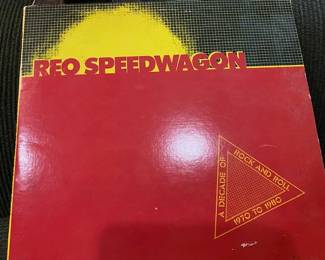 REO SPEEDWAGON
A DECADE OF
ROCK AND ROLL
1970 TO 1980